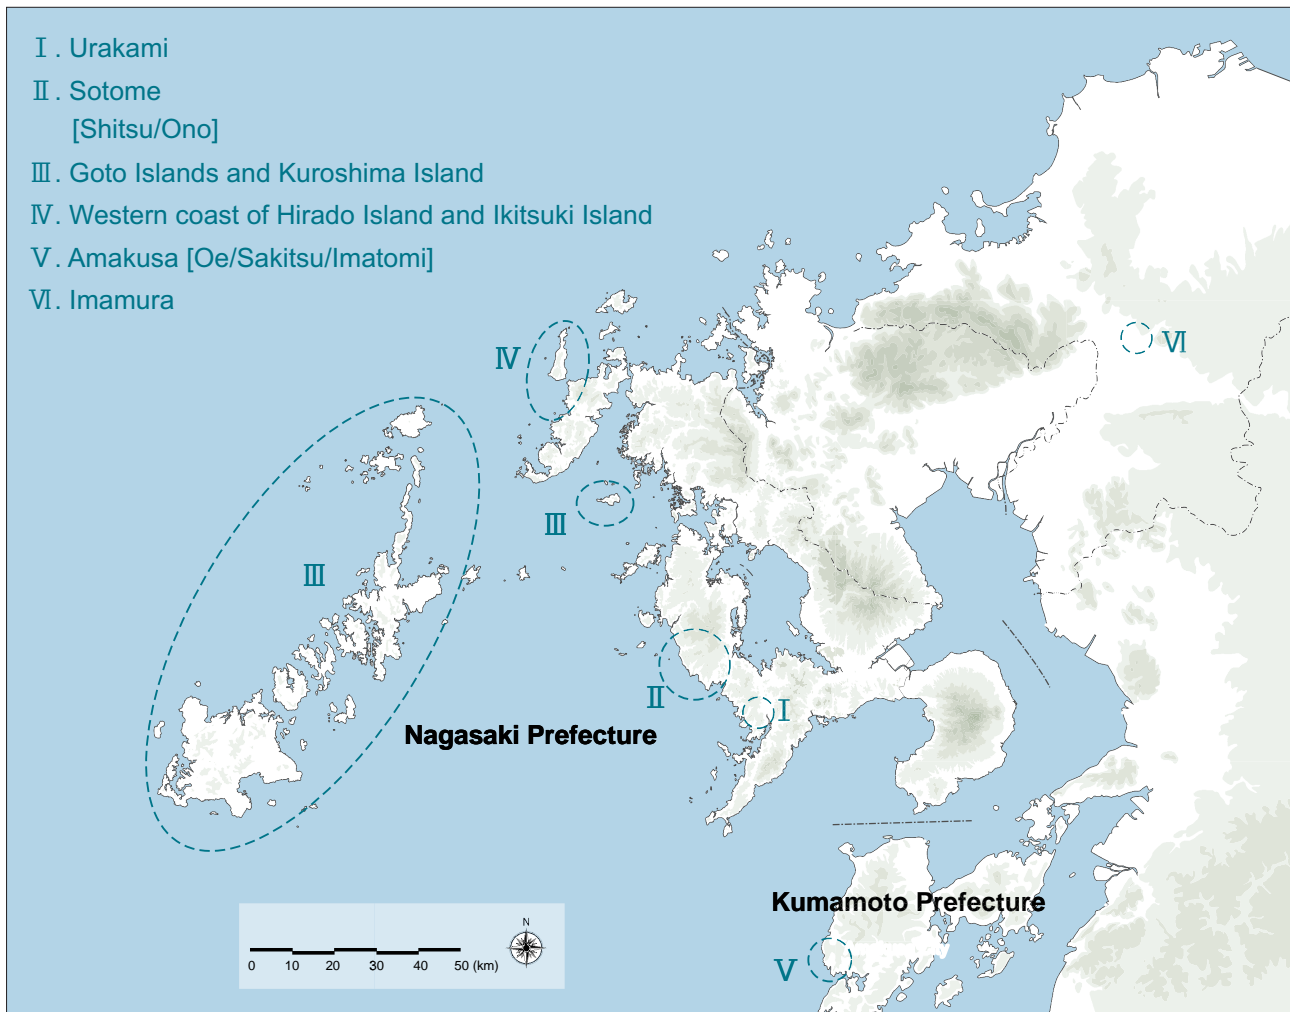 Ⅰ. Urakami
Ⅱ. Sotome
[Shitsu/Ono]
Ⅲ. Goto Islands and Kuroshima Island
Ⅳ. Western coast of Hirado Island and Ikitsuki Island
Ⅴ. Amakusa [Oe/Sakitsu/Imatomi]
Ⅵ. Imamura
Ⅵ
Ⅳ
Ⅲ
Ⅲ
Ⅱ
Ⅰ
Nagasaki Prefecture
Kumamoto Prefecture
Ⅴ
N
0 10 20 30 40 50 (km)